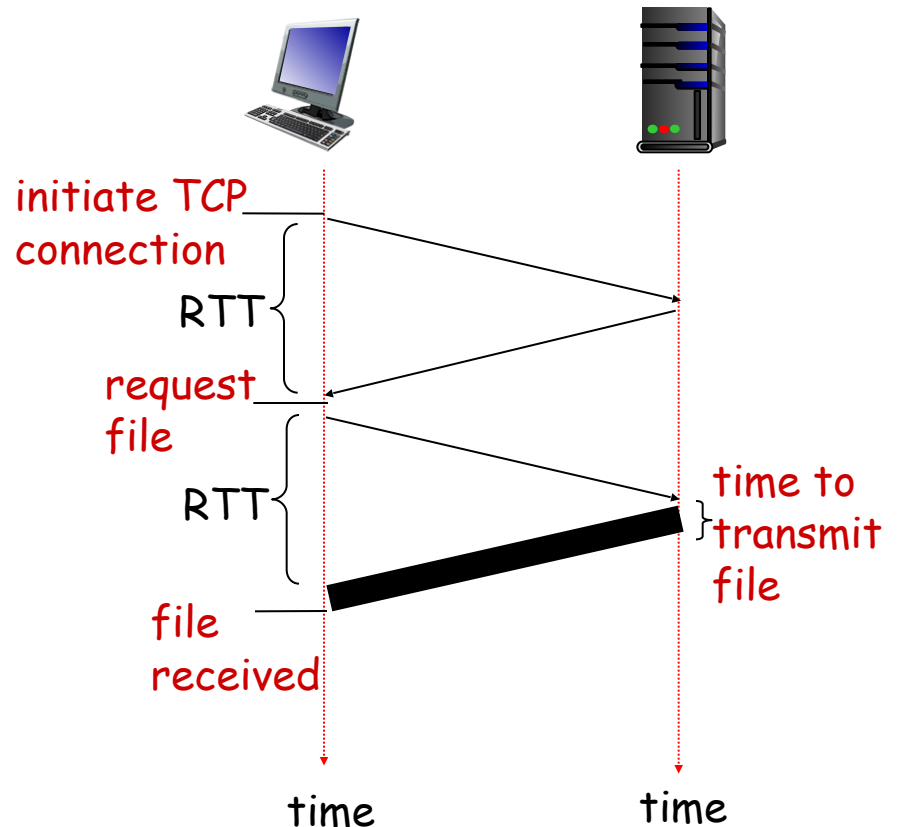 initiate TCP
connection
RTT
request
file
RTT
time to
transmit
file
file
received
time
time